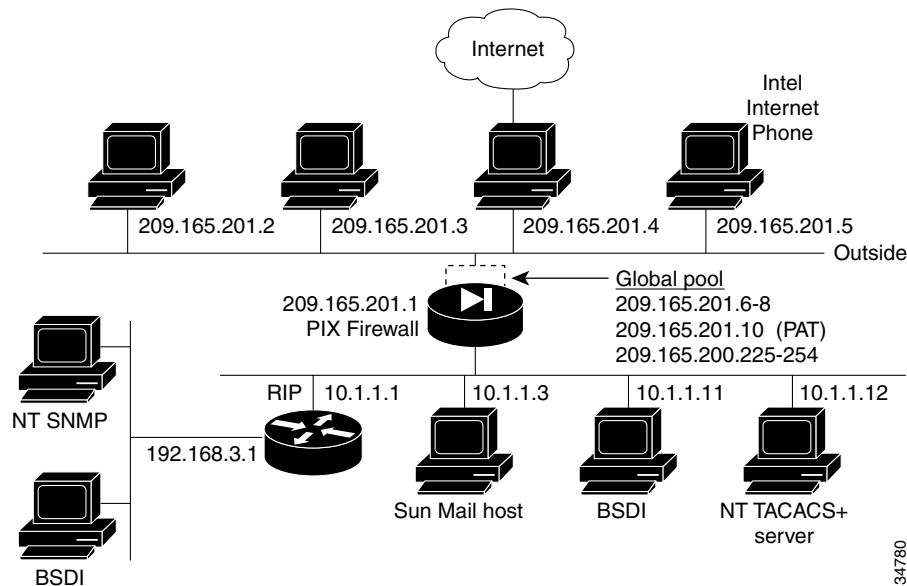 Internet
Intel
Internet
Phone
209.165.201.2
209.165.201.3
209.165.201.4
209.165.201.5
Outside
209.165.201.1
PIX Firewall
Global pool
209.165.201.6-8
209.165.201.10 (PAT)
209.165.200.225-254
NT SNMP
RIP
10.1.1.1
10.1.1.3
10.1.1.11
10.1.1.12
192.168.3.1
Sun Mail host
BSDI
NT TACACS+
server
BSDI
34780